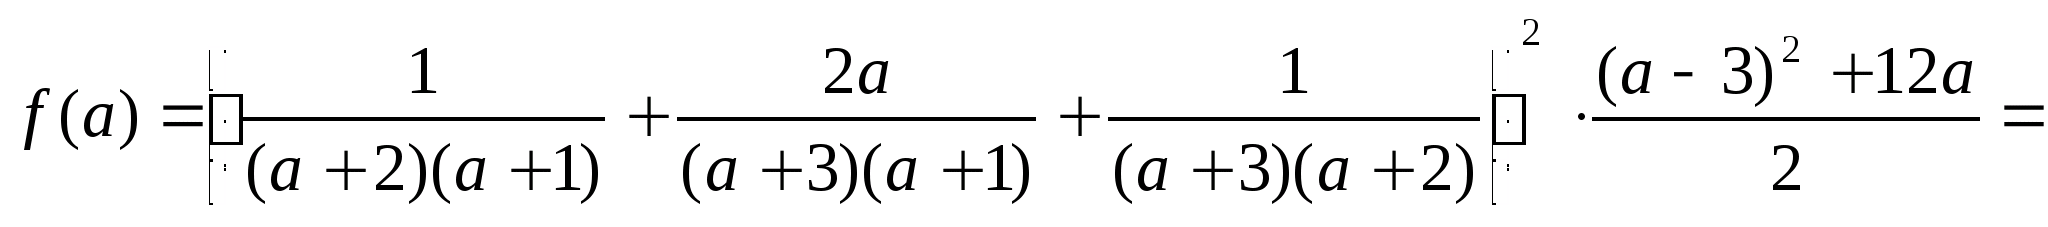 f(a) = ( 1/((a+2)(a+1)) + 2a/((a+3)(a+1)) + 1/((a+3)(a+2)) )² · ((a - 3)² + 12a)/2 =